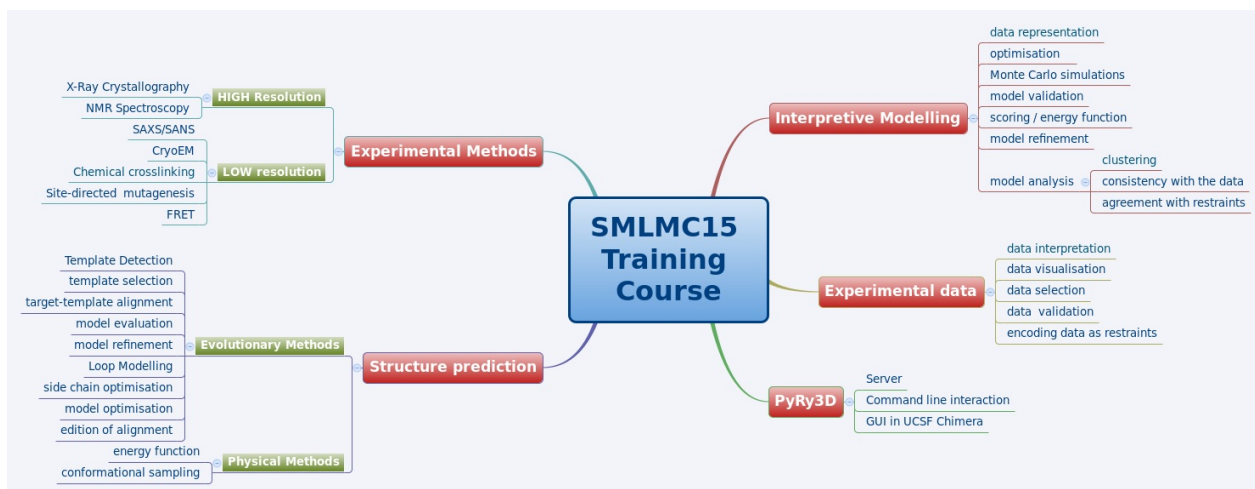 SMLMC15
Training
Course
Experimental Methods
HIGH Resolution
X-Ray Crystallography
NMR Spectroscopy
LOW resolution
SAXS/SANS
CryoEM
Chemical crosslinking
Site-directed mutagenesis
FRET
Structure prediction
Evolutionary Methods
Template Detection
template selection
target-template alignment
model evaluation
model refinement
Loop Modelling
side chain optimisation
model optimisation
edition of alignment
Physical Methods
energy function
conformational sampling
Interpretive Modelling
data representation
optimisation
Monte Carlo simulations
model validation
scoring / energy function
model refinement
model analysis
clustering
consistency with the data
agreement with restraints
Experimental data
data interpretation
data visualisation
data selection
data validation
encoding data as restraints
PyRy3D
Server
Command line interaction
GUI in UCSF Chimera